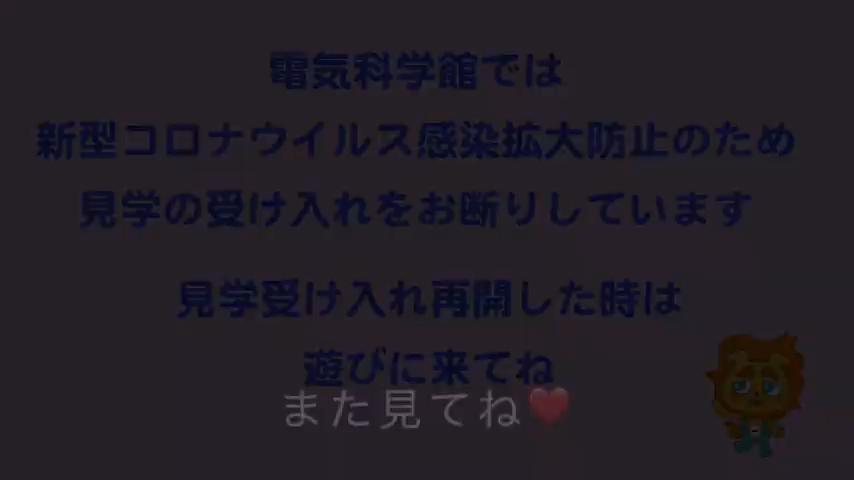 電気科学館では
新型コロナウイルス感染拡大防止のため
見学の受け入れをお断りしています
見学受け入れ再開した時は
遊びに来てね
また見てね❤